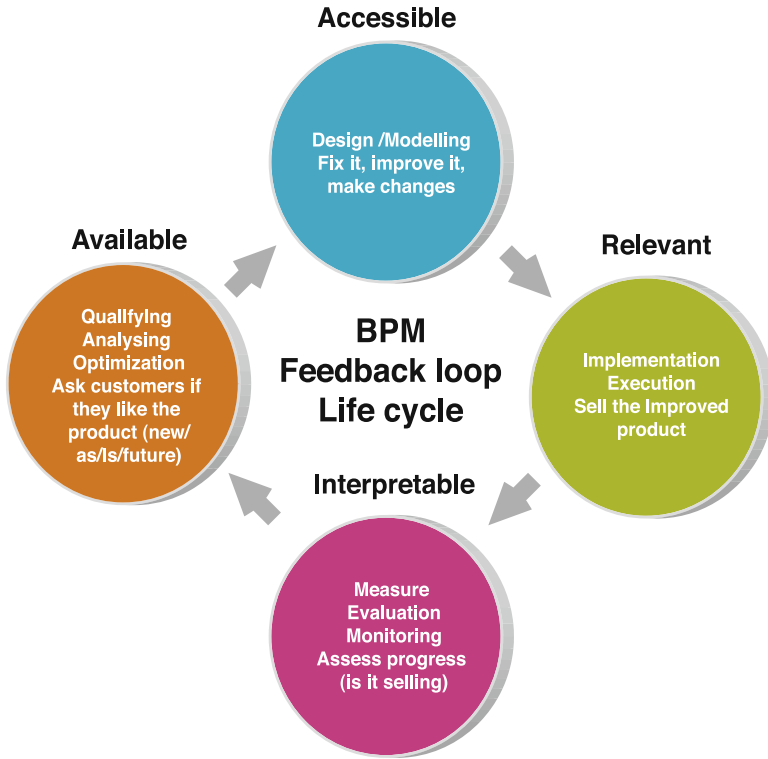 Accessible
Design /Modelling
Fix it, improve it,
make changes
Available
Relevant
QualIfyIng
Analysing
Optimization
Ask customers if
they like the
product (new/
as/Is/future)
BPM
Feedback loop
Life cycle
Implementation
Execution
Sell the Improved
product
Interpretable
Measure
Evaluation
Monitoring
Assess progress
(is it selling)